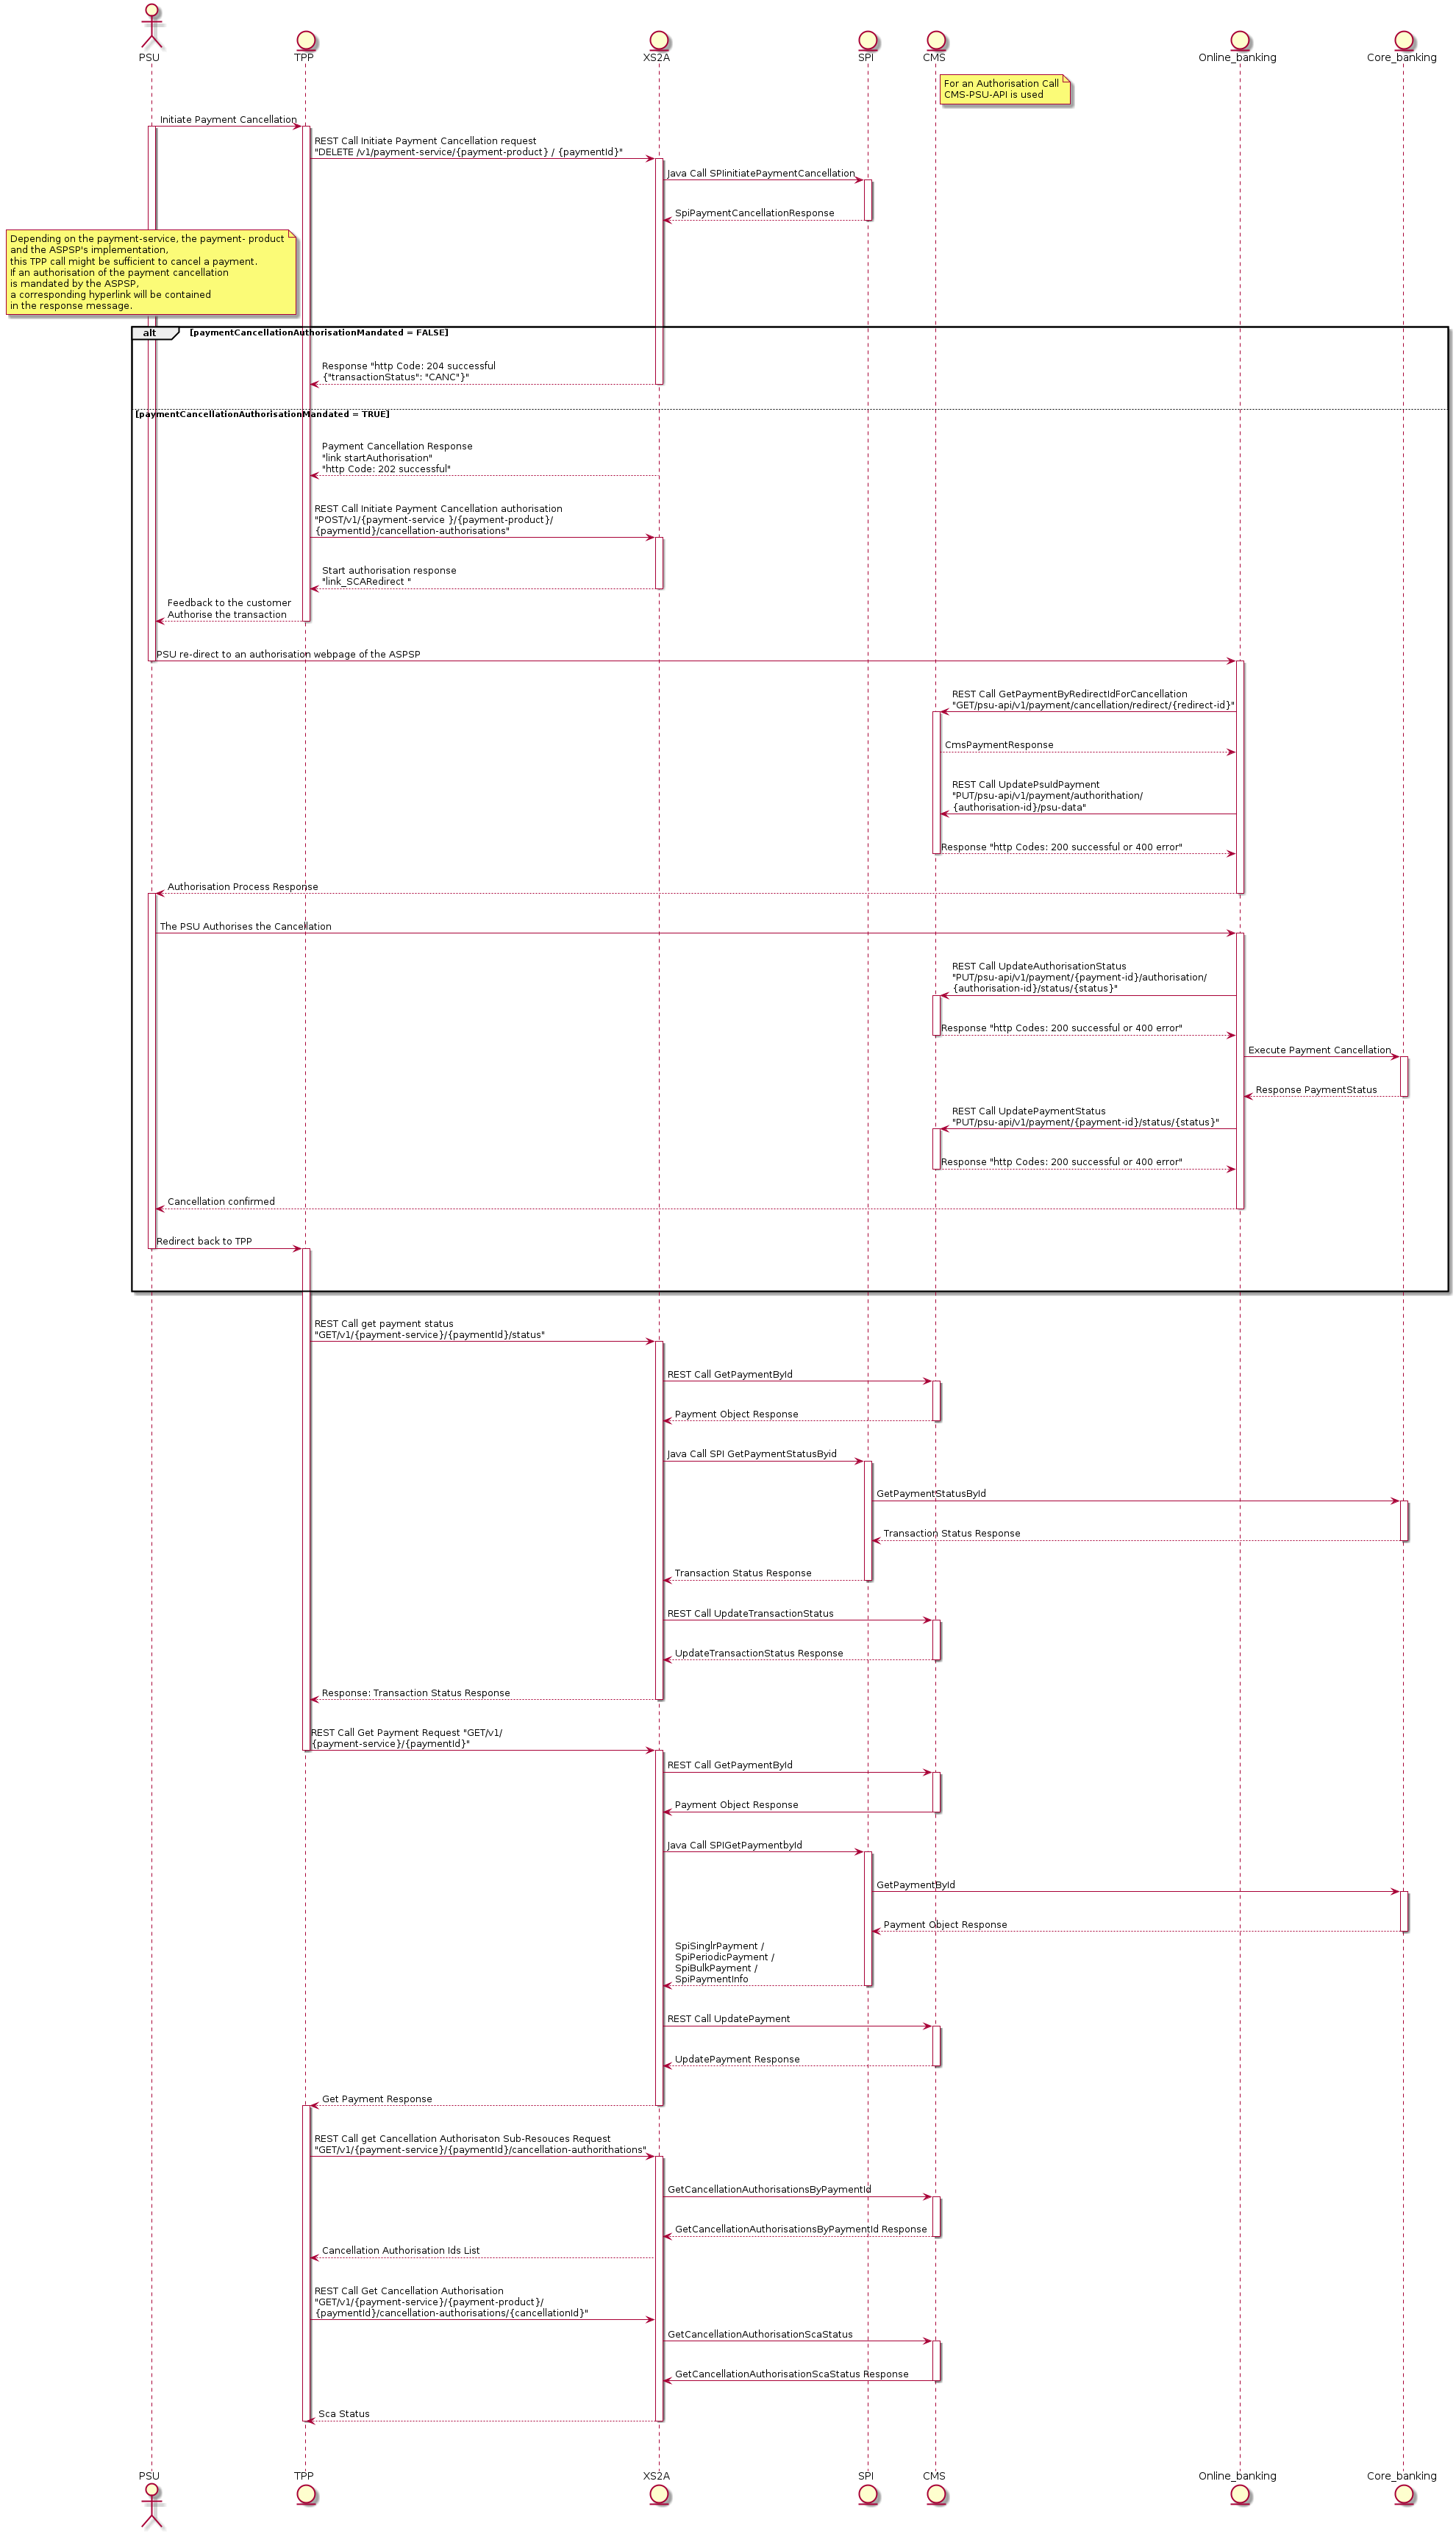 PSU
TPP
XS2A
SPI
CMS
Online_banking
Core_banking
For an Authorisation Call
CMS-PSU-API is used
Initiate Payment Cancellation
REST Call Initiate Payment Cancellation request
"DELETE /v1/payment-service/{payment-product} / {paymentId}"
Java Call SPIinitiatePaymentCancellation
SpiPaymentCancellationResponse
Depending on the payment-service, the payment- product
and the ASPSP's implementation,
this TPP call might be sufficient to cancel a payment.
If an authorisation of the payment cancellation
is mandated by the ASPSP,
a corresponding hyperlink will be contained
in the response message.
alt [paymentCancellationAuthorisationMandated = FALSE]
Response "http Code: 204 successful
{"transactionStatus": "CANC"}"
[paymentCancellationAuthorisationMandated = TRUE]
Payment Cancellation Response
"link startAuthorisation"
"http Code: 202 successful"
REST Call Initiate Payment Cancellation authorisation
"POST/v1/{payment-service }/{payment-product}/
{paymentId}/cancellation-authorisations"
Start authorisation response
"link_SCARedirect "
Feedback to the customer
Authorise the transaction
PSU re-direct to an authorisation webpage of the ASPSP
REST Call GetPaymentByRedirectIdForCancellation
"GET/psu-api/v1/payment/cancellation/redirect/{redirect-id}"
CmsPaymentResponse
REST Call UpdatePsuIdPayment
"PUT/psu-api/v1/payment/authorithation/
{authorisation-id}/psu-data"
Response "http Codes: 200 successful or 400 error"
Authorisation Process Response
The PSU Authorises the Cancellation
REST Call UpdateAuthorisationStatus
"PUT/psu-api/v1/payment/{payment-id}/authorisation/
{authorisation-id}/status/{status}"
Response "http Codes: 200 successful or 400 error"
Execute Payment Cancellation
Response PaymentStatus
REST Call UpdatePaymentStatus
"PUT/psu-api/v1/payment/{payment-id}/status/{status}"
Response "http Codes: 200 successful or 400 error"
Cancellation confirmed
Redirect back to TPP
REST Call get payment status
"GET/v1/{payment-service}/{paymentId}/status"
REST Call GetPaymentById
Payment Object Response
Java Call SPI GetPaymentStatusByid
GetPaymentStatusById
Transaction Status Response
Transaction Status Response
REST Call UpdateTransactionStatus
UpdateTransactionStatus Response
Response: Transaction Status Response
REST Call Get Payment Request "GET/v1/
{payment-service}/{paymentId}"
REST Call GetPaymentById
Payment Object Response
Java Call SPIGetPaymentbyId
GetPaymentById
Payment Object Response
SpiSinglrPayment /
SpiPeriodicPayment /
SpiBulkPayment /
SpiPaymentInfo
REST Call UpdatePayment
UpdatePayment Response
Get Payment Response
REST Call get Cancellation Authorisaton Sub-Resouces Request
"GET/v1/{payment-service}/{paymentId}/cancellation-authorithations"
GetCancellationAuthorisationsByPaymentId
GetCancellationAuthorisationsByPaymentId Response
Cancellation Authorisation Ids List
REST Call Get Cancellation Authorisation
"GET/v1/{payment-service}/{payment-product}/
{paymentId}/cancellation-authorisations/{cancellationId}"
GetCancellationAuthorisationScaStatus
GetCancellationAuthorisationScaStatus Response
Sca Status
PSU
TPP
XS2A
SPI
CMS
Online_banking
Core_banking